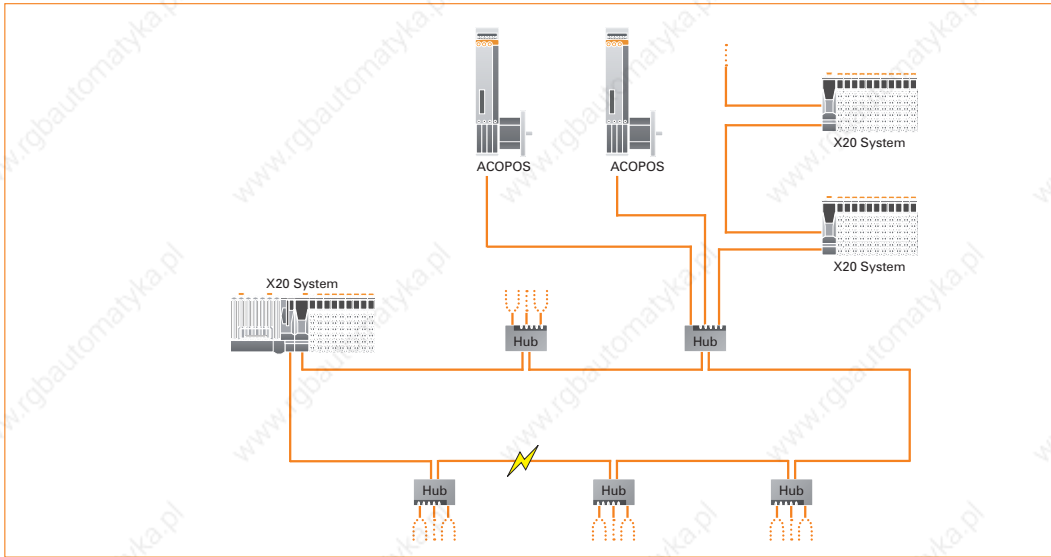 ACOPOS
ACOPOS
X20 System
X20 System
X20 System
Hub
Hub
Hub
Hub
Hub
www.rgbautomatyka.pl